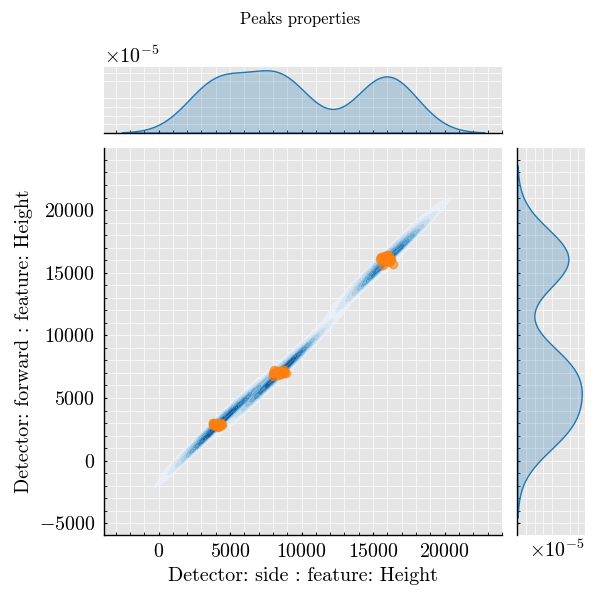 Peaks properties
×10⁻⁵
20000
15000
10000
5000
0
−5000
Detector: forward : feature: Height
0 5000 10000 15000 20000
×10⁻⁵
Detector: side : feature: Height